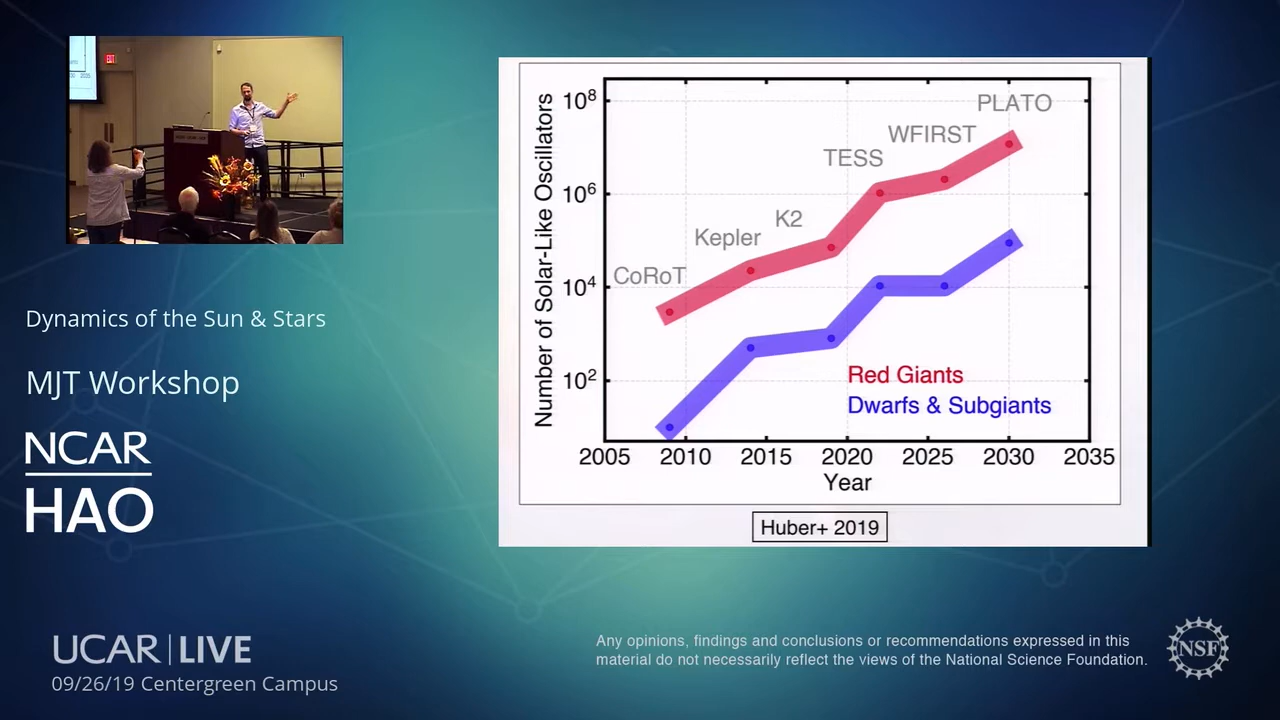 Dynamics of the Sun & Stars
MJT Workshop
NCAR
HAO
UCAR | LIVE
09/26/19 Centergreen Campus
Number of Solar-Like Oscillators
10⁸
10⁶
10⁴
10²
CoRoT
Kepler
K2
TESS
WFIRST
PLATO
Red Giants
Dwarfs & Subgiants
2005 2010 2015 2020 2025 2030 2035
Year
Huber+ 2019
Any opinions, findings and conclusions or recommendations expressed in this
material do not necessarily reflect the views of the National Science Foundation.
NSF